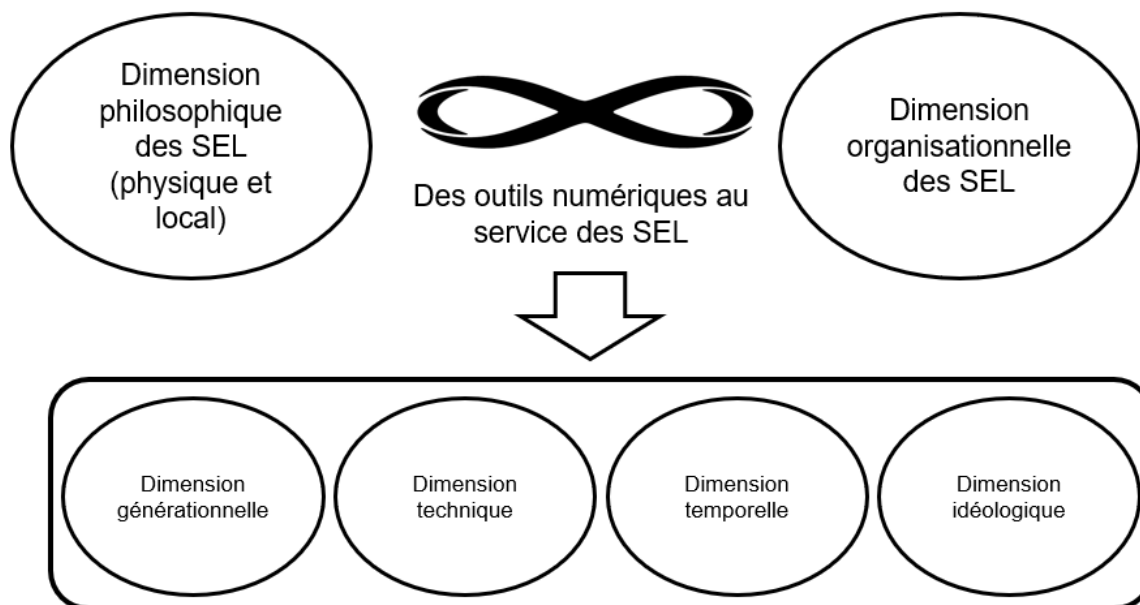 Dimension
philosophique
des SEL
(physique et
local)
Des outils numériques au
service des SEL
Dimension
organisationnelle
des SEL
Dimension
générationnelle
Dimension
technique
Dimension
temporelle
Dimension
idéologique